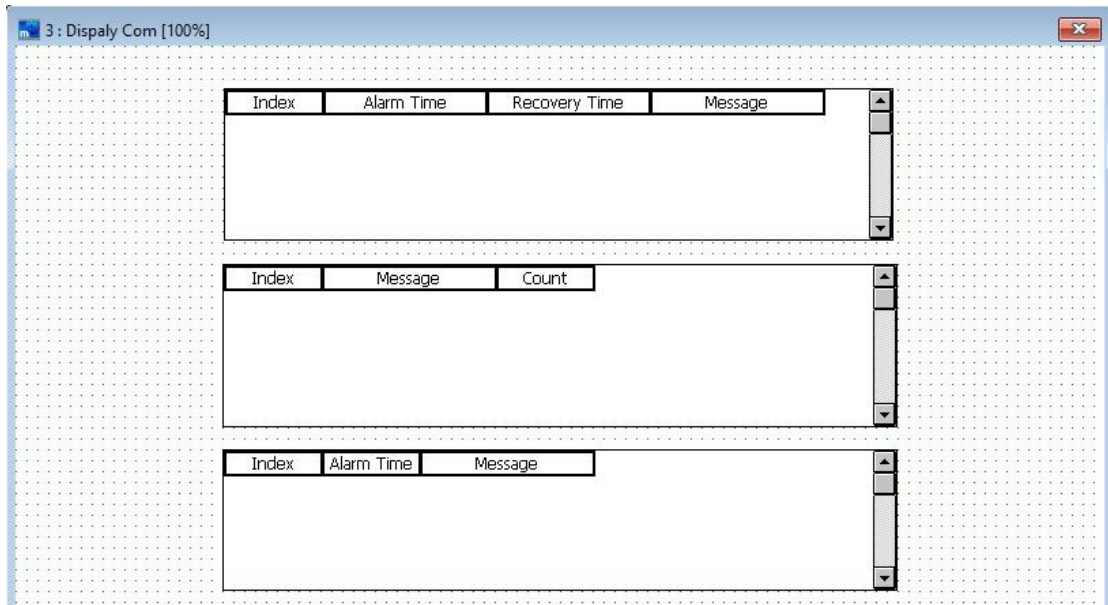 3 : Dispaly Com [100%]
Index Alarm Time Recovery Time Message
Index Message Count
Index Alarm Time Message